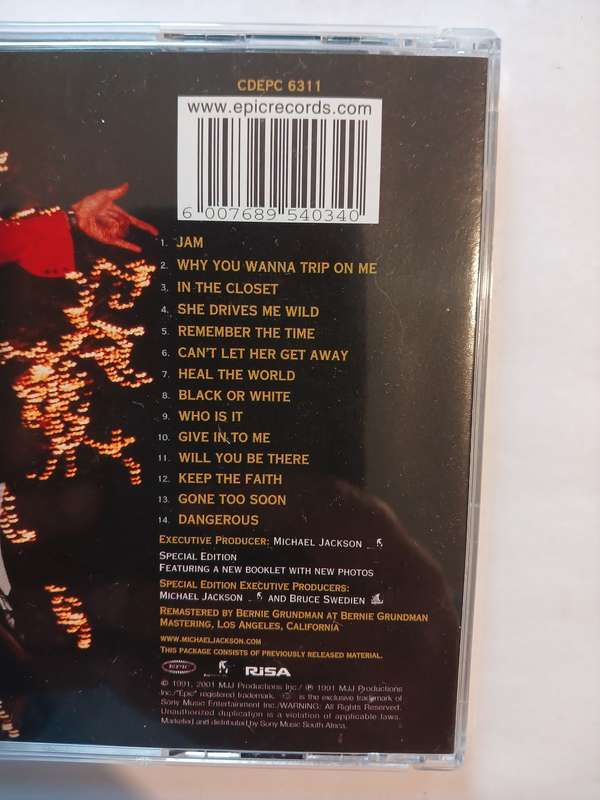 CDEPC 6311
www.epicrecords.com
6 007689 540340
1. JAM
2. WHY YOU WANNA TRIP ON ME
3. IN THE CLOSET
4. SHE DRIVES ME WILD
5. REMEMBER THE TIME
6. CAN'T LET HER GET AWAY
7. HEAL THE WORLD
8. BLACK OR WHITE
9. WHO IS IT
10. GIVE IN TO ME
11. WILL YOU BE THERE
12. KEEP THE FAITH
13. GONE TOO SOON
14. DANGEROUS
EXECUTIVE PRODUCER: MICHAEL JACKSON
SPECIAL EDITION
FEATURING A NEW BOOKLET WITH NEW PHOTOS
SPECIAL EDITION EXECUTIVE PRODUCERS:
MICHAEL JACKSON AND BRUCE SWEDIEN
REMASTERED BY BERNIE GRUNDMAN AT BERNIE GRUNDMAN
MASTERING, LOS ANGELES, CALIFORNIA
WWW.MICHAELJACKSON.COM
THIS PACKAGE CONSISTS OF PREVIOUSLY RELEASED MATERIAL.
EPIC RiSA
© 1991, 2001 MJJ Productions Inc./ ℗ 1991 MJJ Productions
Inc./"Epic" registered trademark. is the exclusive trademark of
Sony Music Entertainment Inc./WARNING: All Rights Reserved.
Unauthorized duplication is a violation of applicable laws.
Marketed and distributed by Sony Music South Africa.